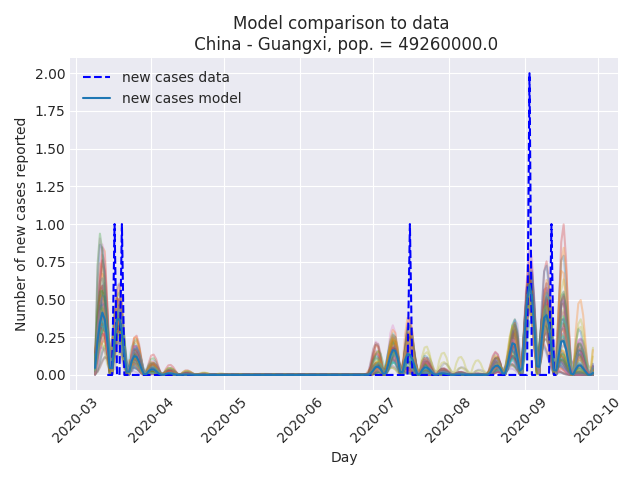 Model comparison to data
China - Guangxi, pop. = 49260000.0
new cases data
new cases model
Number of new cases reported
2.00
1.75
1.50
1.25
1.00
0.75
0.50
0.25
0.00
2020-03
2020-04
2020-05
2020-06
2020-07
2020-08
2020-09
2020-10
Day